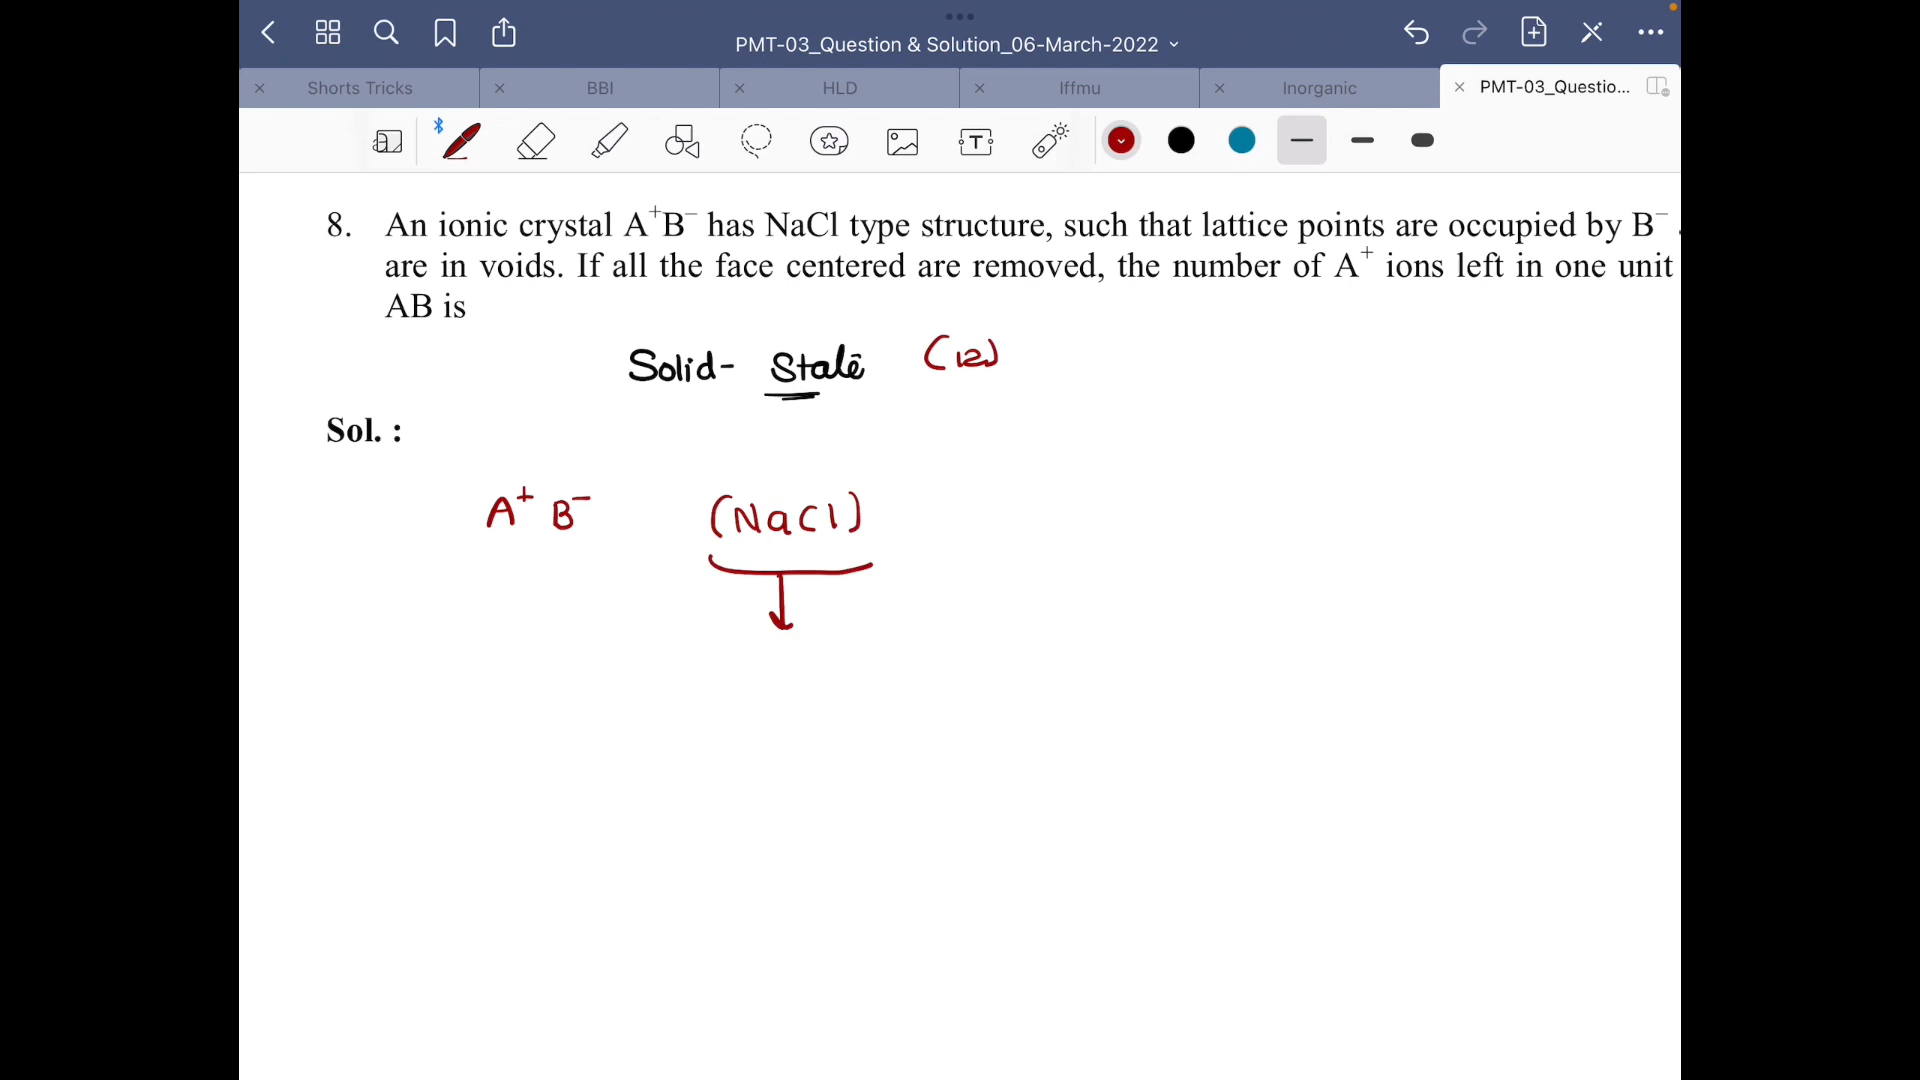 PMT-03_Question & Solution_06-March-2022
Shorts Tricks
BBI
HLD
Iffmu
Inorganic
PMT-03_Questio...
8. An ionic crystal A⁺B⁻ has NaCl type structure, such that lattice points are occupied by B⁻
are in voids. If all the face centered are removed, the number of A⁺ ions left in one unit
AB is
Solid- State (12)
Sol. :
A⁺ B⁻ (NaCl)